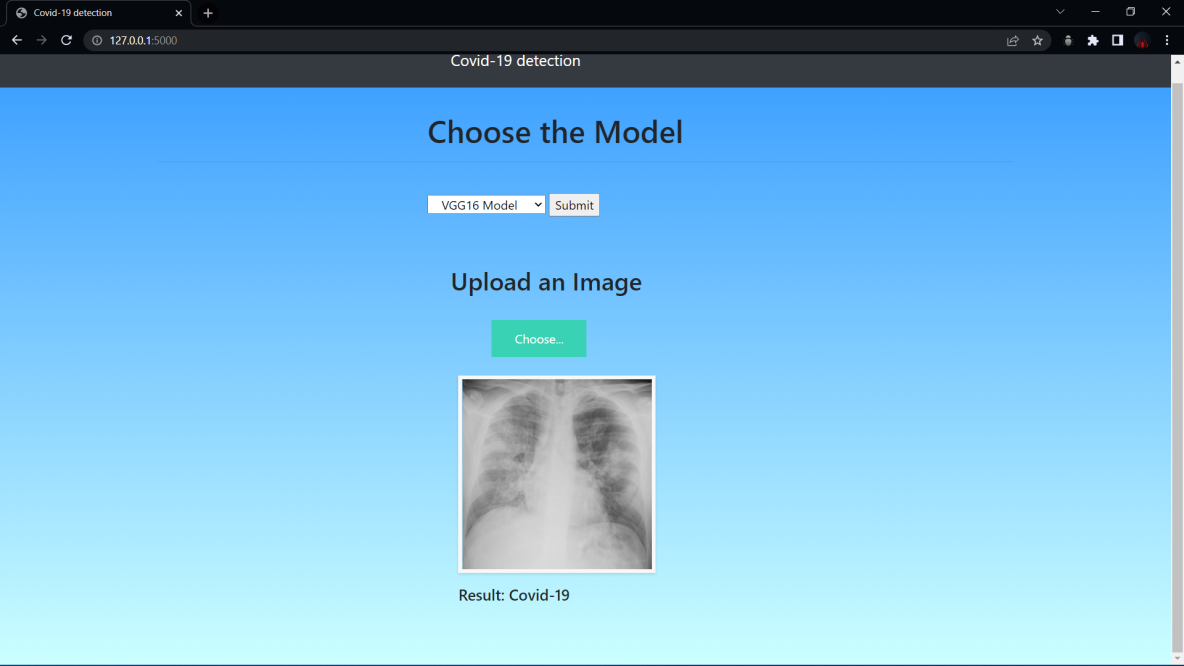 Covid-19 detection
127.0.0.1:5000
Covid-19 detection
Choose the Model
VGG16 Model
Submit
Upload an Image
Choose...
Result: Covid-19